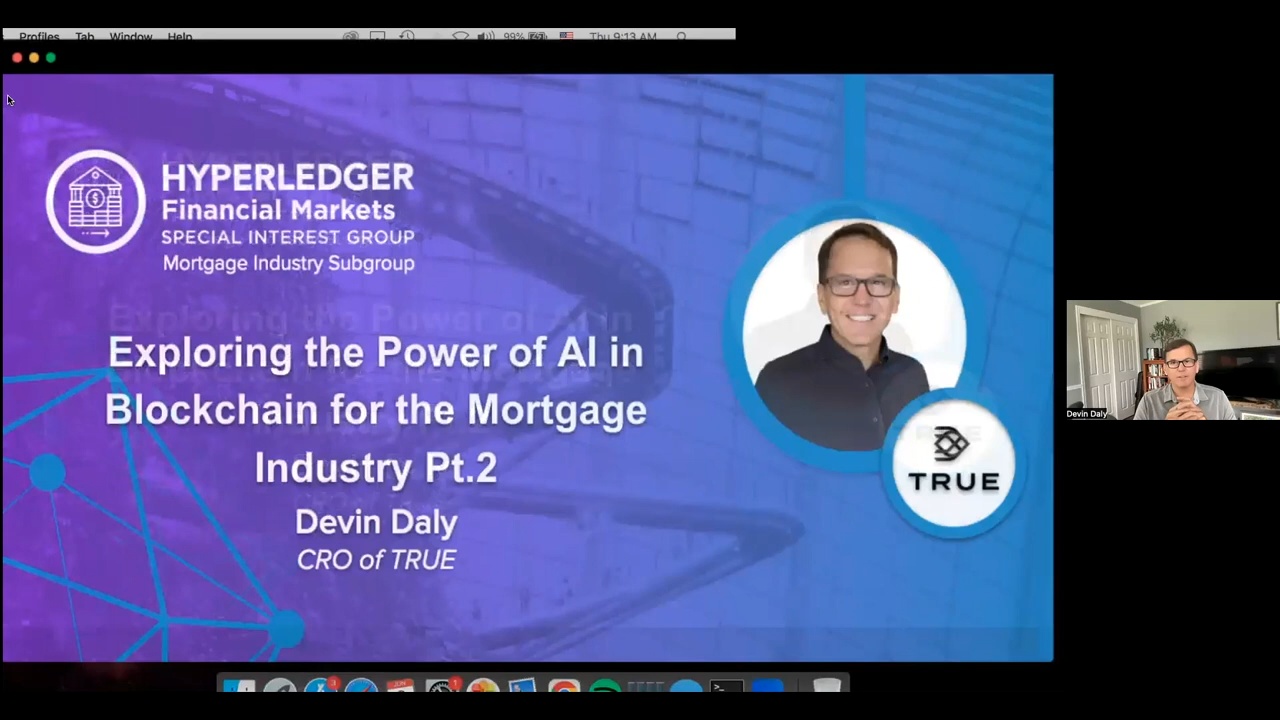 Profiles Tab Window Help 99% Thu 9:13 AM
HYPERLEDGER
Financial Markets
SPECIAL INTEREST GROUP
Mortgage Industry Subgroup
Exploring the Power of AI in
Blockchain for the Mortgage
Industry Pt.2
Devin Daly
CRO of TRUE
TRUE
Devin Daly